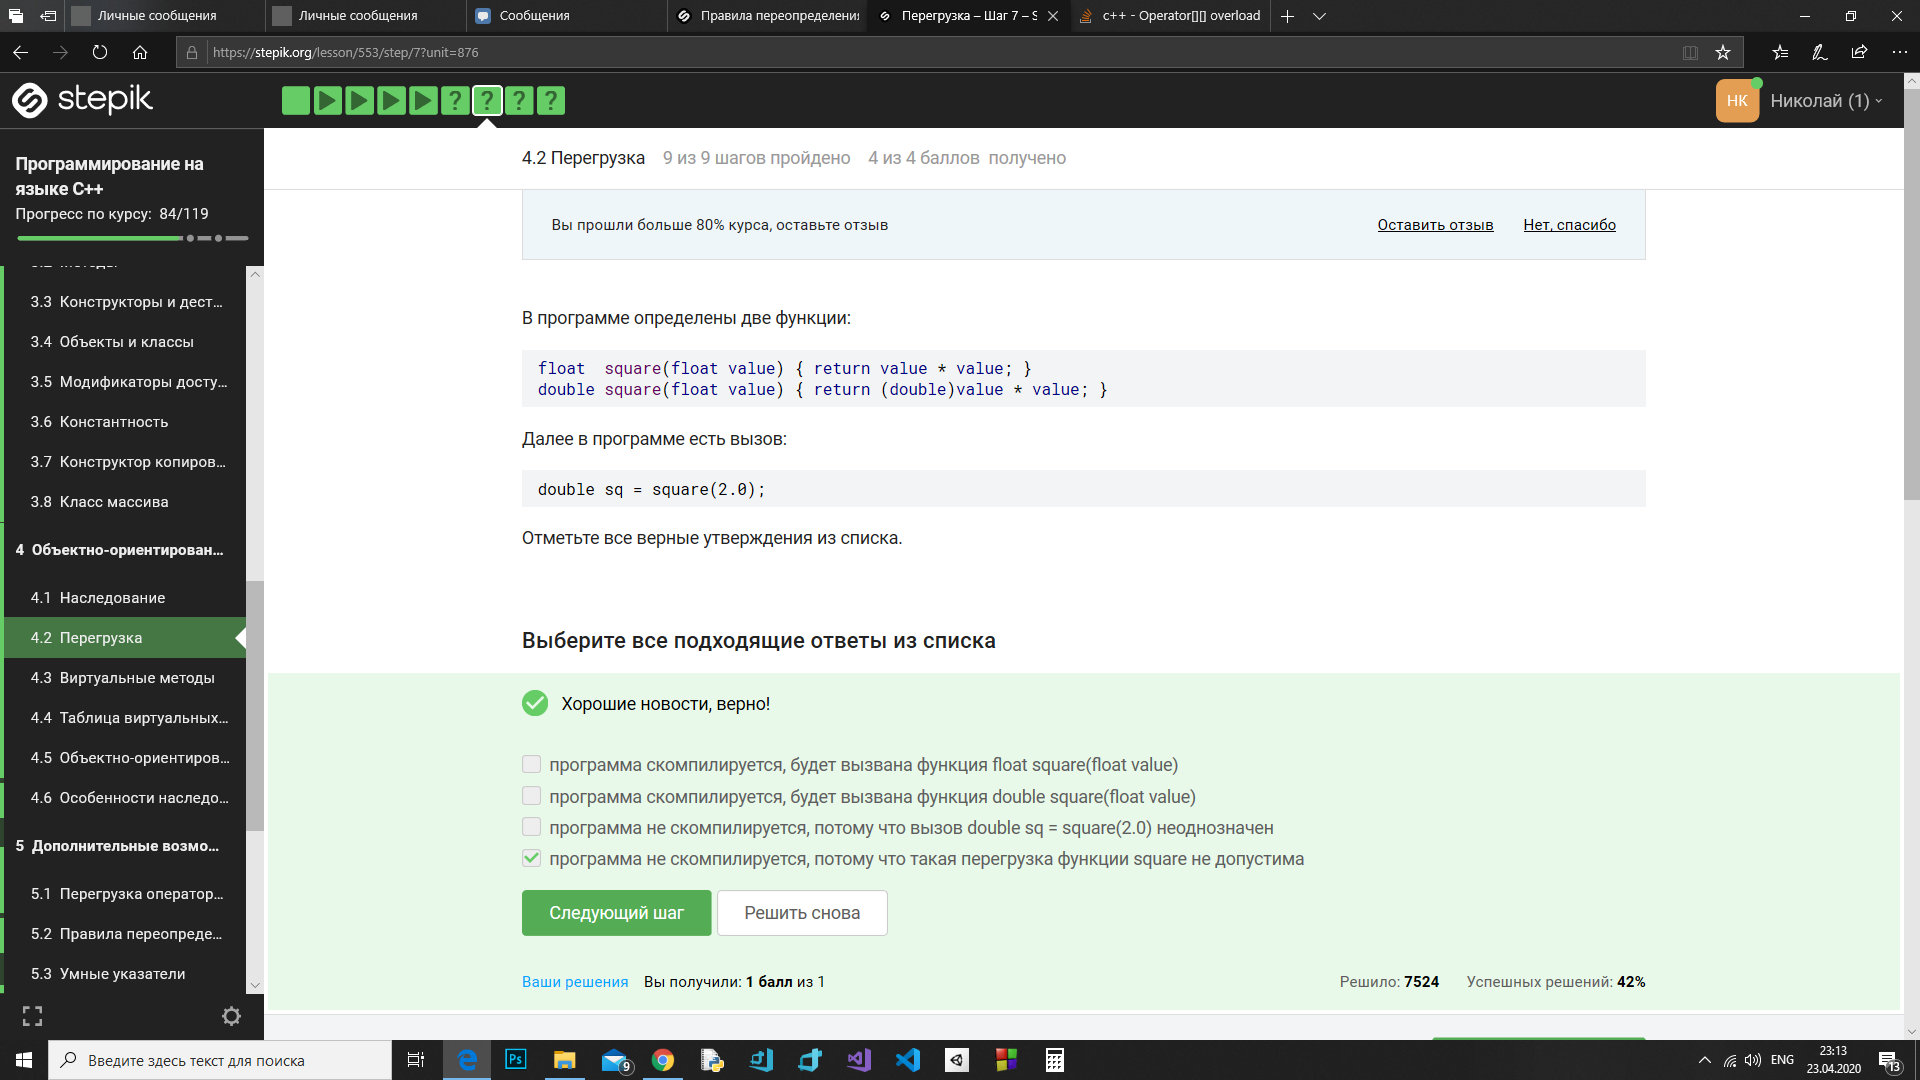 Личные сообщения
Личные сообщения
Сообщения
Правила переопределения
Перегрузка – Шаг 7 – S
c++ - Operator[][] overload
https://stepik.org/lesson/553/step/7?unit=876
stepik
? ? ? ?
НК
Николай (1)
Программирование на
языке C++
Прогресс по курсу: 84/119
3.3 Конструкторы и дест...
3.4 Объекты и классы
3.5 Модификаторы досту...
3.6 Константность
3.7 Конструктор копиров...
3.8 Класс массива
4 Объектно-ориентирован...
4.1 Наследование
4.2 Перегрузка
4.3 Виртуальные методы
4.4 Таблица виртуальных...
4.5 Объектно-ориентиров...
4.6 Особенности наследо...
5 Дополнительные возмо...
5.1 Перегрузка оператор...
5.2 Правила переопреде...
5.3 Умные указатели
4.2 Перегрузка 9 из 9 шагов пройдено 4 из 4 баллов получено
Вы прошли больше 80% курса, оставьте отзыв
Оставить отзыв
Нет, спасибо
В программе определены две функции:
float square(float value) { return value * value; }
double square(float value) { return (double)value * value; }
Далее в программе есть вызов:
double sq = square(2.0);
Отметьте все верные утверждения из списка.
Выберите все подходящие ответы из списка
Хорошие новости, верно!
программа скомпилируется, будет вызвана функция float square(float value)
программа скомпилируется, будет вызвана функция double square(float value)
программа не скомпилируется, потому что вызов double sq = square(2.0) неоднозначен
программа не скомпилируется, потому что такая перегрузка функции square не допустима
Следующий шаг
Решить снова
Ваши решения Вы получили: 1 балл из 1
Решило: 7524 Успешных решений: 42%
Введите здесь текст для поиска
Ps
9
ENG
23:13
23.04.2020
13